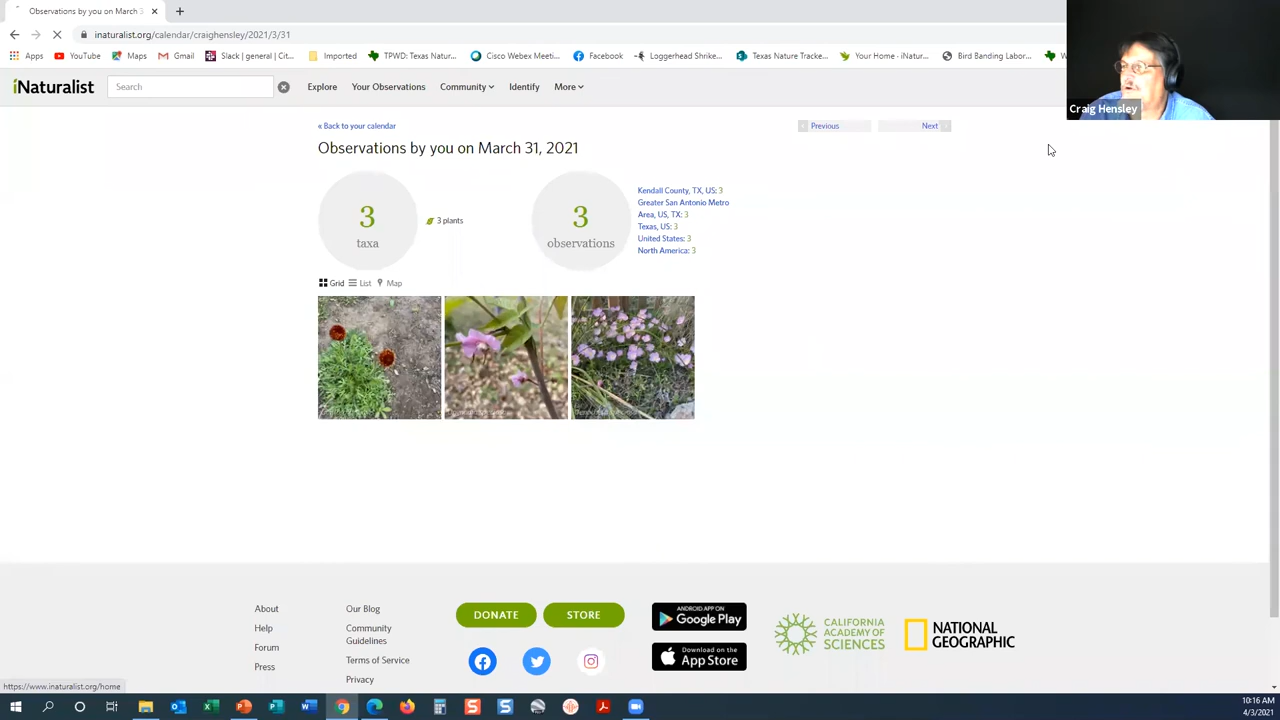 Observations by you on March 3
inaturalist.org/calendar/craighensley/2021/3/31
Apps YouTube Maps Gmail Slack | general | Cit... Imported TPWD: Texas Natur... Cisco Webex Meeti... Facebook Loggerhead Shrike... Texas Nature Tracke... Your Home · iNatur... Bird Banding Labor...
Craig Hensley
iNaturalist Search Explore Your Observations Community Identify More
« Back to your calendar Previous Next
Observations by you on March 31, 2021
3
taxa
3 plants
3
observations
Kendall County, TX, US: 3
Greater San Antonio Metro
Area, US, TX: 3
Texas, US: 3
United States: 3
North America: 3
Grid List Map
About
Help
Forum
Press
Our Blog
Community
Guidelines
Terms of Service
Privacy
DONATE STORE
ANDROID APP ON
Google Play
Download on the
App Store
CALIFORNIA
ACADEMY OF
SCIENCES
NATIONAL
GEOGRAPHIC
https://www.inaturalist.org/home
10:16 AM
4/3/2021